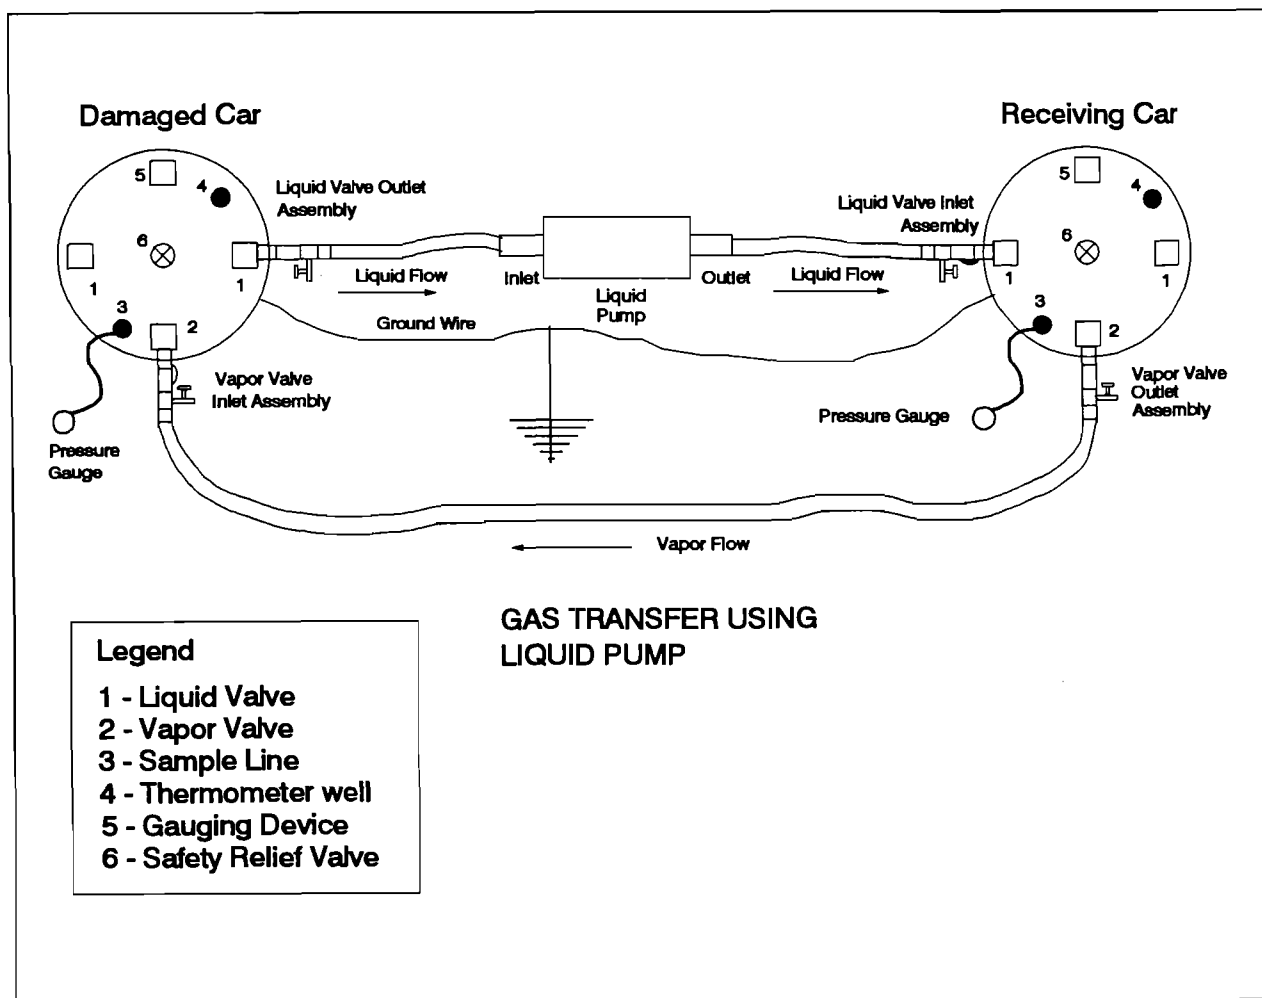 Damaged Car
Receiving Car
5
4
Liquid Valve Outlet
Assembly
6
1
1
3
2
Liquid Flow
Inlet
Liquid
Pump
Outlet
Liquid Flow
Liquid Valve Inlet
Assembly
5
4
6
1
1
3
2
Ground Wire
Vapor Valve
Inlet Assembly
Pressure
Gauge
Pressure Gauge
Vapor Valve
Outlet
Assembly
Vapor Flow
GAS TRANSFER USING
LIQUID PUMP
Legend
1 - Liquid Valve
2 - Vapor Valve
3 - Sample Line
4 - Thermometer well
5 - Gauging Device
6 - Safety Relief Valve